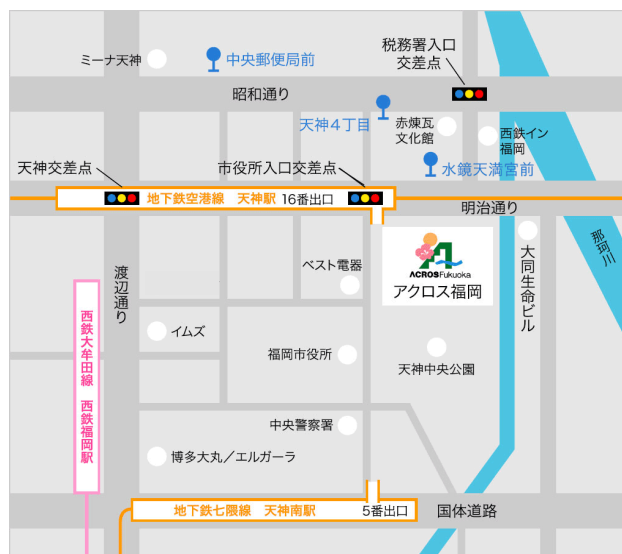 ミーナ天神
中央郵便局前
税務署入口
交差点
昭和通り
天神4丁目
赤煉瓦
文化館
西鉄イン
福岡
水鏡天満宮前
天神交差点
市役所入口交差点
地下鉄空港線 天神駅 16番出口
明治通り
那珂川
渡辺通り
ベスト電器
ACROS Fukuoka
アクロス福岡
大同生命ビル
西鉄大牟田線 西鉄福岡駅
イムズ
福岡市役所
天神中央公園
中央警察署
博多大丸/エルガーラ
地下鉄七隈線 天神南駅 5番出口
国体道路